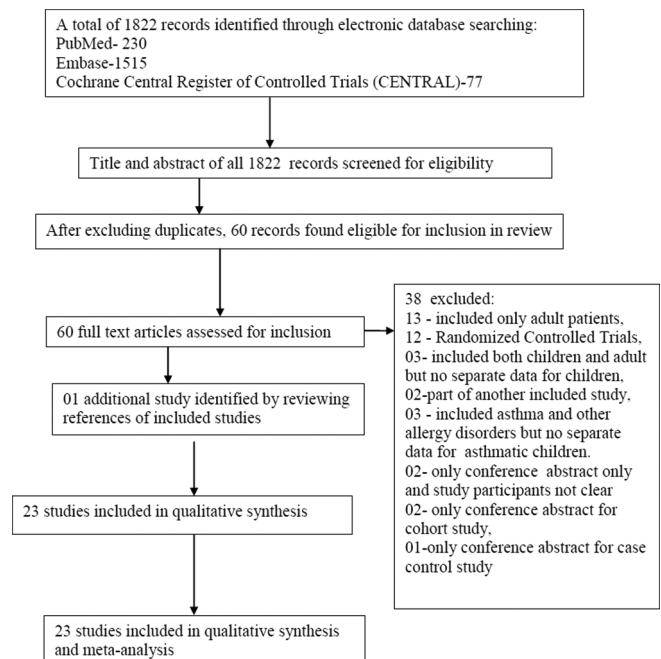 A total of 1822 records identified through electronic database searching:
PubMed- 230
Embase-1515
Cochrane Central Register of Controlled Trials (CENTRAL)-77
Title and abstract of all 1822 records screened for eligibility
After excluding duplicates, 60 records found eligible for inclusion in review
60 full text articles assessed for inclusion
38 excluded:
13 - included only adult patients,
12 - Randomized Controlled Trials,
03- included both children and adult
but no separate data for children,
02-part of another included study,
03 - included asthma and other
allergy disorders but no separate
data for asthmatic children.
02- only conference abstract only
and study participants not clear
02- only conference abstract for
cohort study,
01-only conference abstract for case
control study
01 additional study identified by reviewing
references of included studies
23 studies included in qualitative synthesis
23 studies included in qualitative synthesis
and meta-analysis